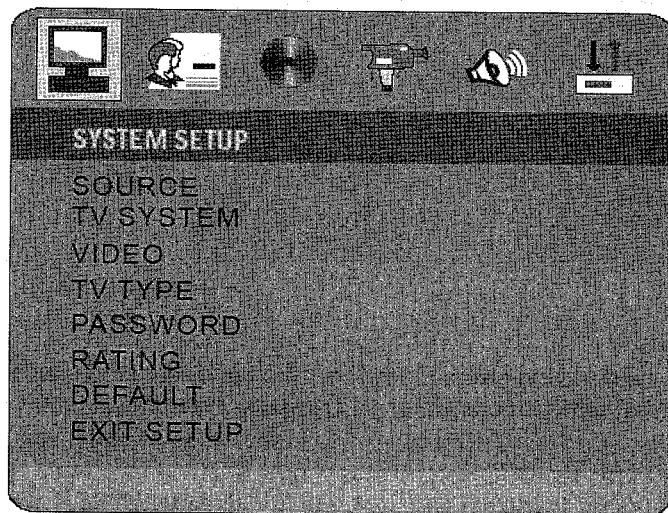 SYSTEM SETUP
SOURCE
TV SYSTEM
VIDEO
TV TYPE
PASSWORD
RATING
DEFAULT
EXIT SETUP